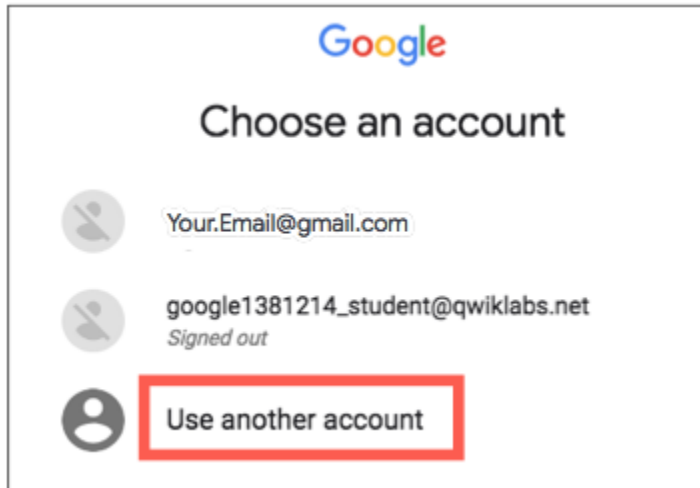 Google
Choose an account
Your.Email@gmail.com
google1381214_student@qwiklabs.net
Signed out
Use another account